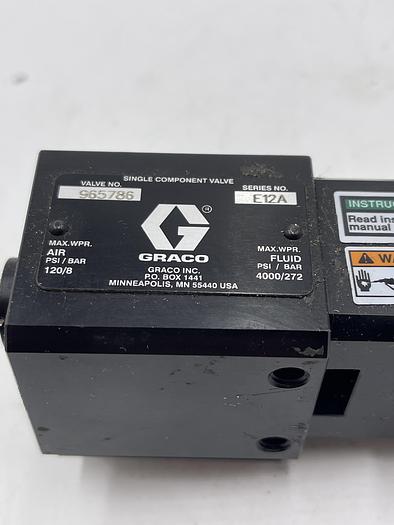 SINGLE COMPONENT VALVE
VALVE NO. SERIES NO.
965786 E12A
G
®
GRACO
MAX.WPR.
AIR
PSI / BAR
120/8
GRACO INC.
P.O. BOX 1441
MINNEAPOLIS, MN 55440 USA
MAX.WPR.
FLUID
PSI / BAR
4000/272
INSTRUC
Read ins
manual
WA